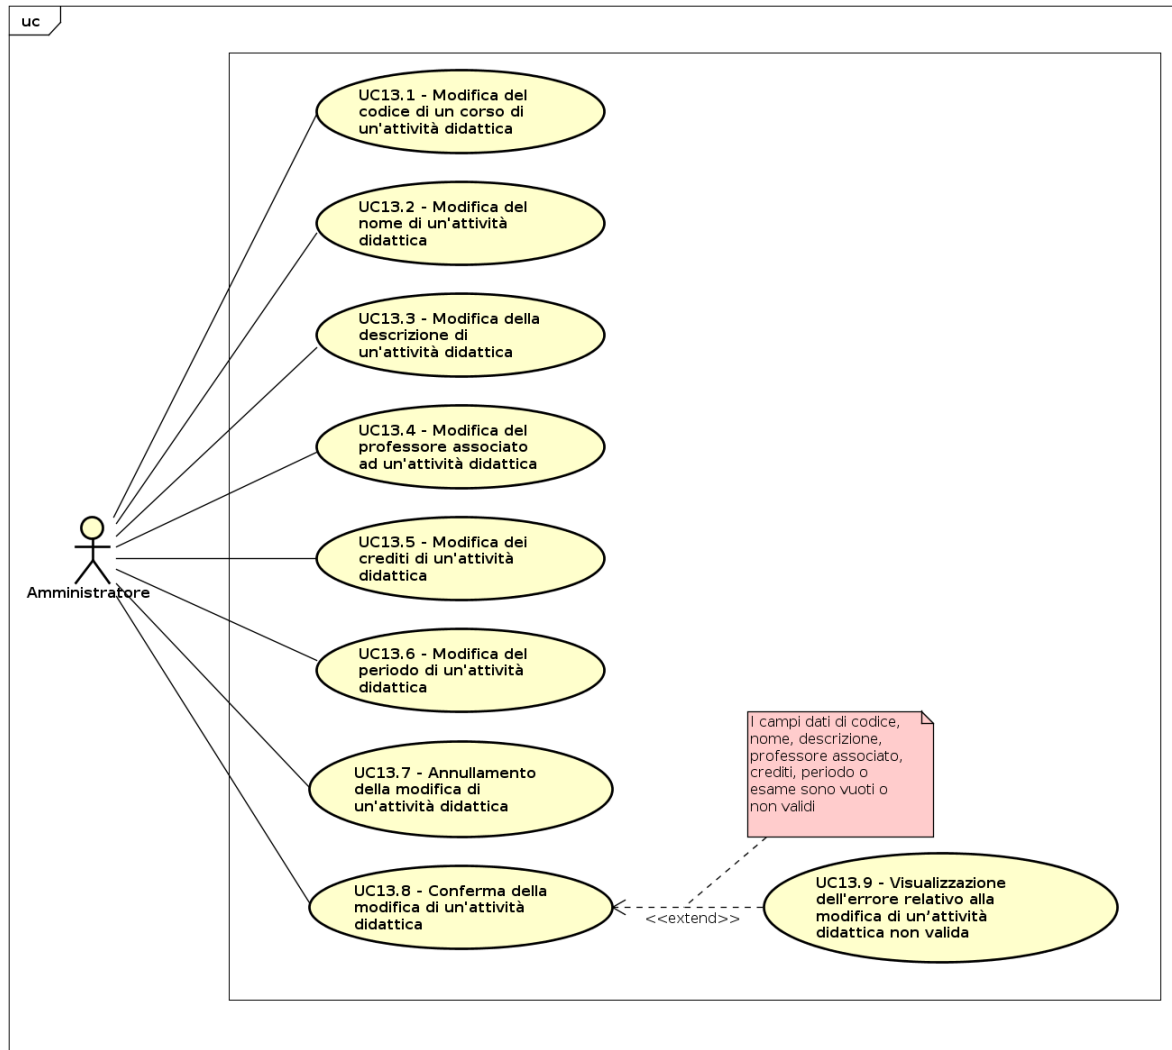 uc
UC13.1 - Modifica del
codice di un corso di
un'attività didattica
UC13.2 - Modifica del
nome di un'attività
didattica
UC13.3 - Modifica della
descrizione di
un'attività didattica
UC13.4 - Modifica del
professore associato
ad un'attività didattica
Amministratore
UC13.5 - Modifica dei
crediti di un'attività
didattica
UC13.6 - Modifica del
periodo di un'attività
didattica
UC13.7 - Annullamento
della modifica di
un'attività didattica
I campi dati di codice,
nome, descrizione,
professore associato,
crediti, periodo o
esame sono vuoti o
non validi
UC13.8 - Conferma della
modifica di un'attività
didattica
<<extend>>
UC13.9 - Visualizzazione
dell'errore relativo alla
modifica di un’attività
didattica non valida